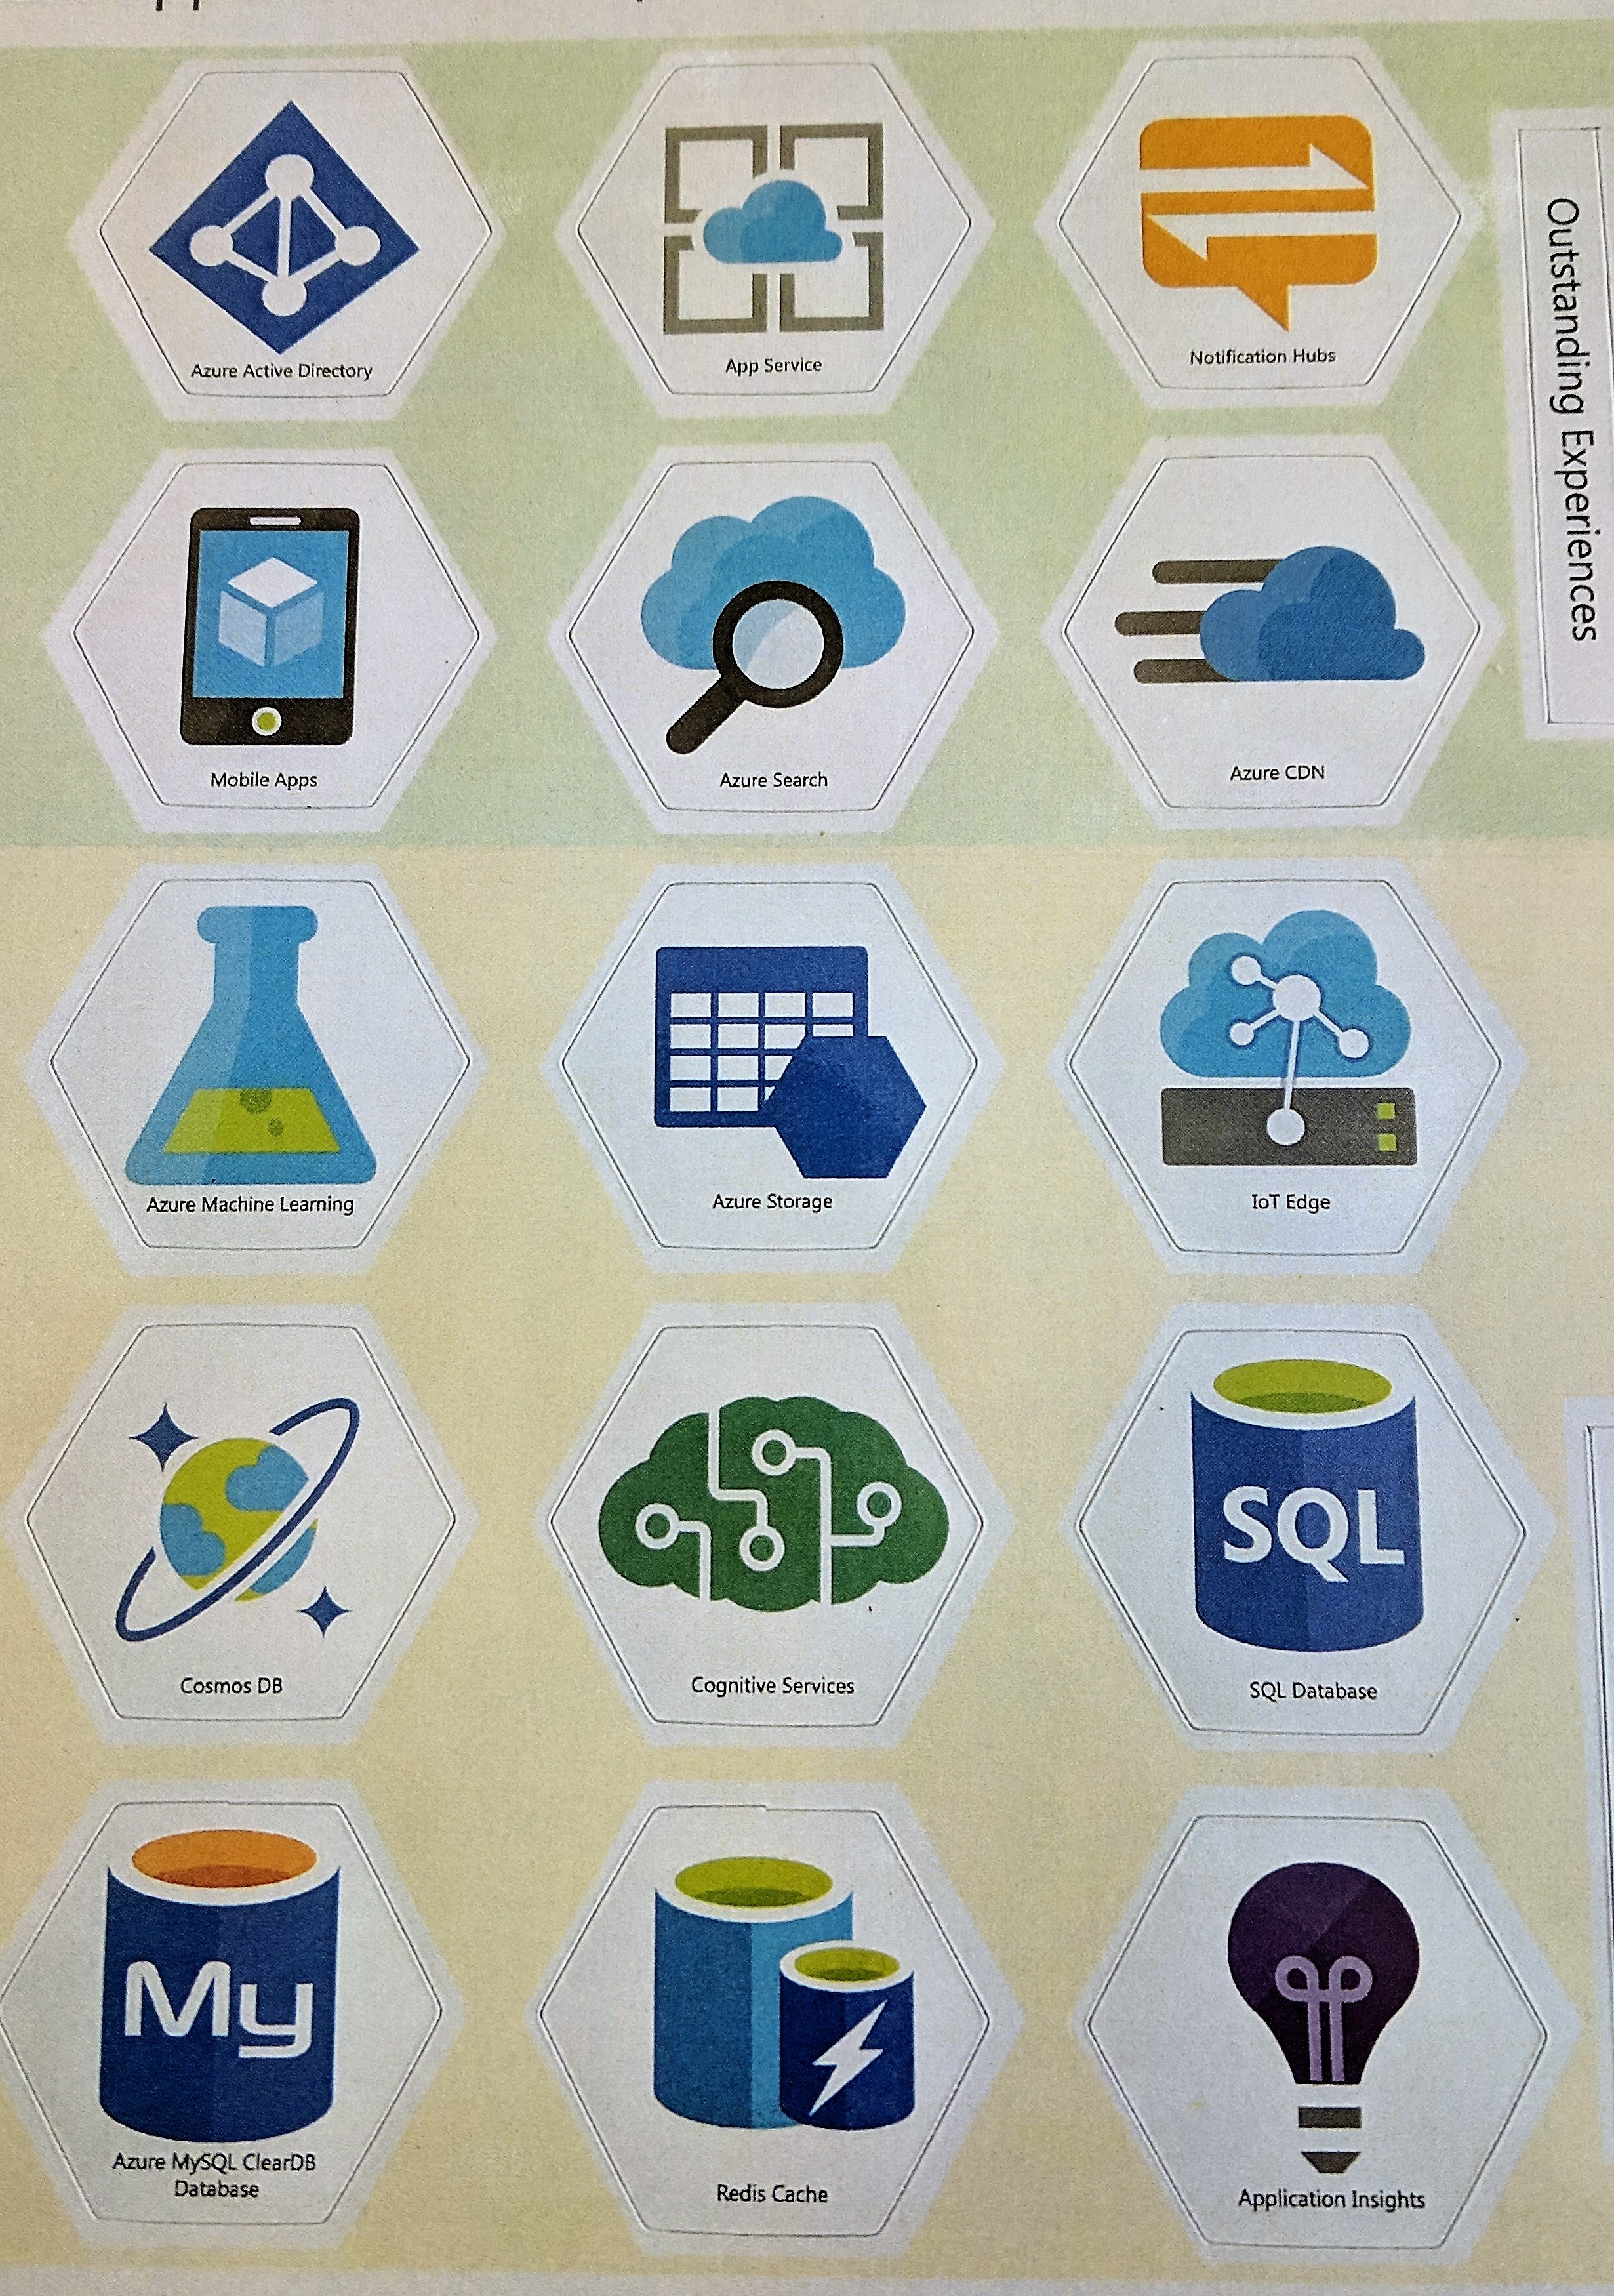 Azure Active Directory
App Service
Notification Hubs
Outstanding Experiences
Mobile Apps
Azure Search
Azure CDN
Azure Machine Learning
Azure Storage
IoT Edge
Cosmos DB
Cognitive Services
SQL
SQL Database
My
Azure MySQL ClearDB
Database
Redis Cache
Application Insights